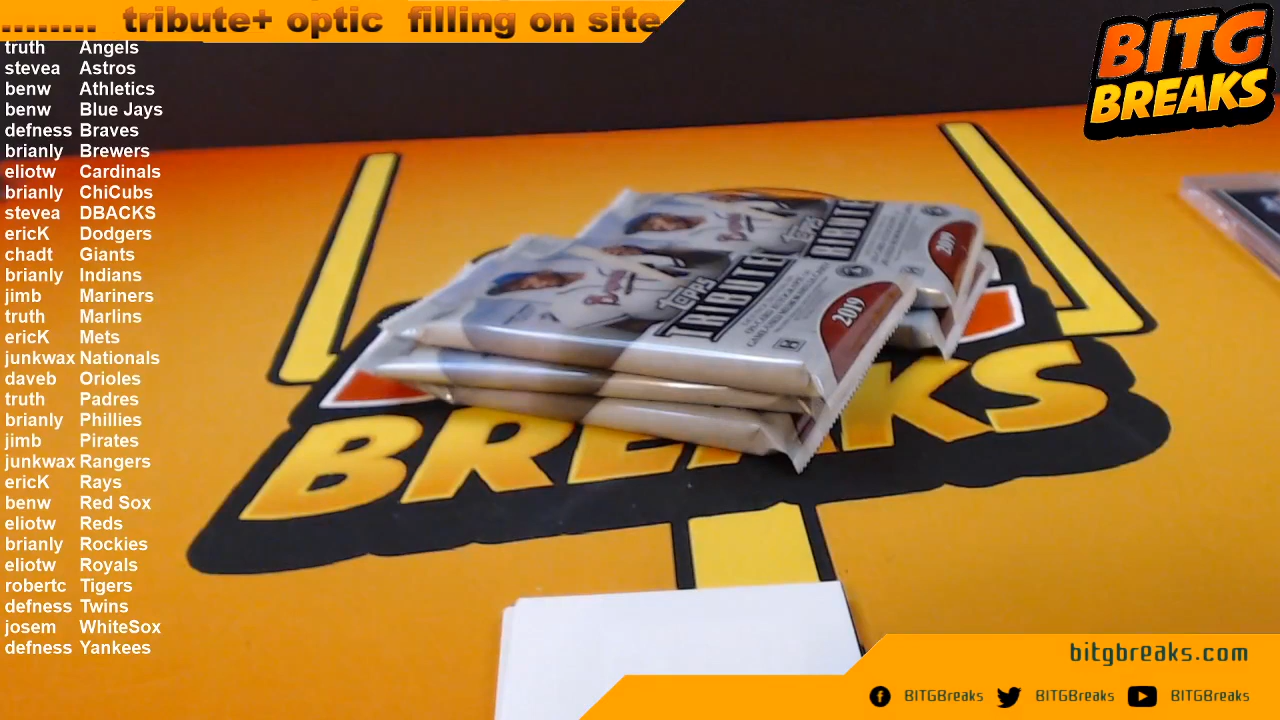 ........ tribute+ optic filling on site
BITG
BREAKS
truth Angels
stevea Astros
benw Athletics
benw Blue Jays
defness Braves
brianly Brewers
eliotw Cardinals
brianly ChiCubs
stevea DBACKS
ericK Dodgers
chadt Giants
brianly Indians
jimb Mariners
truth Marlins
ericK Mets
junkwax Nationals
daveb Orioles
truth Padres
brianly Phillies
jimb Pirates
junkwax Rangers
ericK Rays
benw Red Sox
eliotw Reds
brianly Rockies
eliotw Royals
robertc Tigers
defness Twins
josem WhiteSox
defness Yankees
Topps
TRIBUTE
2019
Topps
TRIBUTE
2019
BREAKS
bitgbreaks.com
BITGBreaks BITGBreaks BITGBreaks